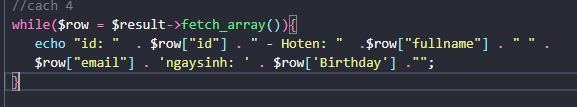 //cach 4
while($row = $result->fetch_array()){
echo "id: "  . $row["id"] . " - Hoten: "  .$row["fullname"] . " " .
$row["email"] . 'ngaysinh: ' . $row['Birthday'] ."";
}